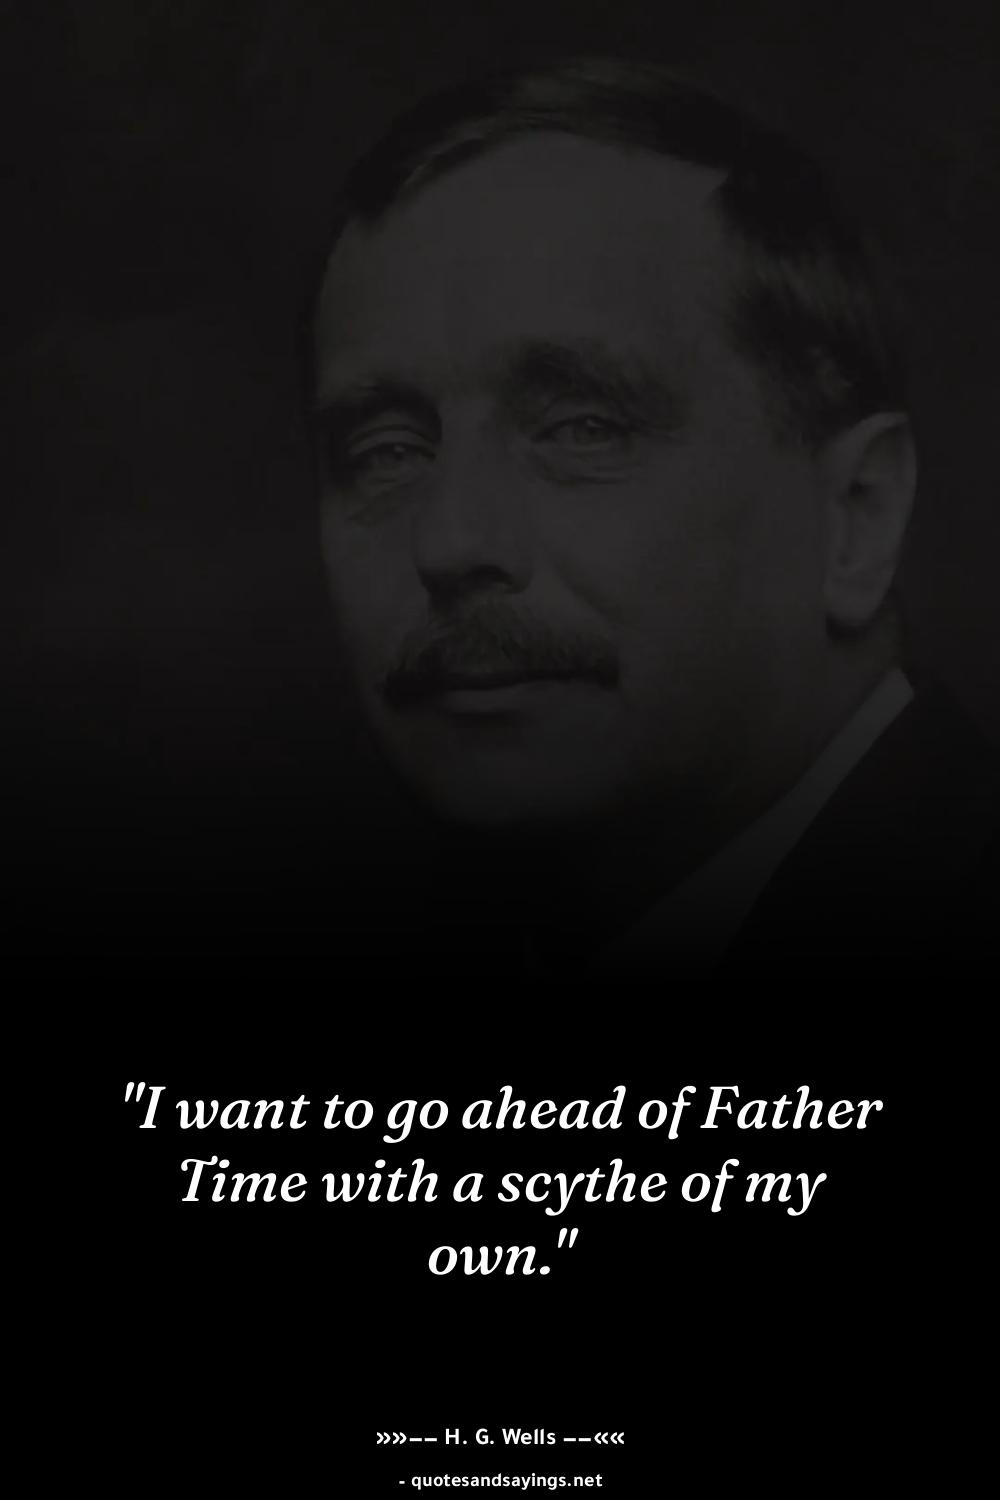 "I want to go ahead of Father
Time with a scythe of my
own."
»»—— H. G. Wells ——««
- quotesandsayings.net